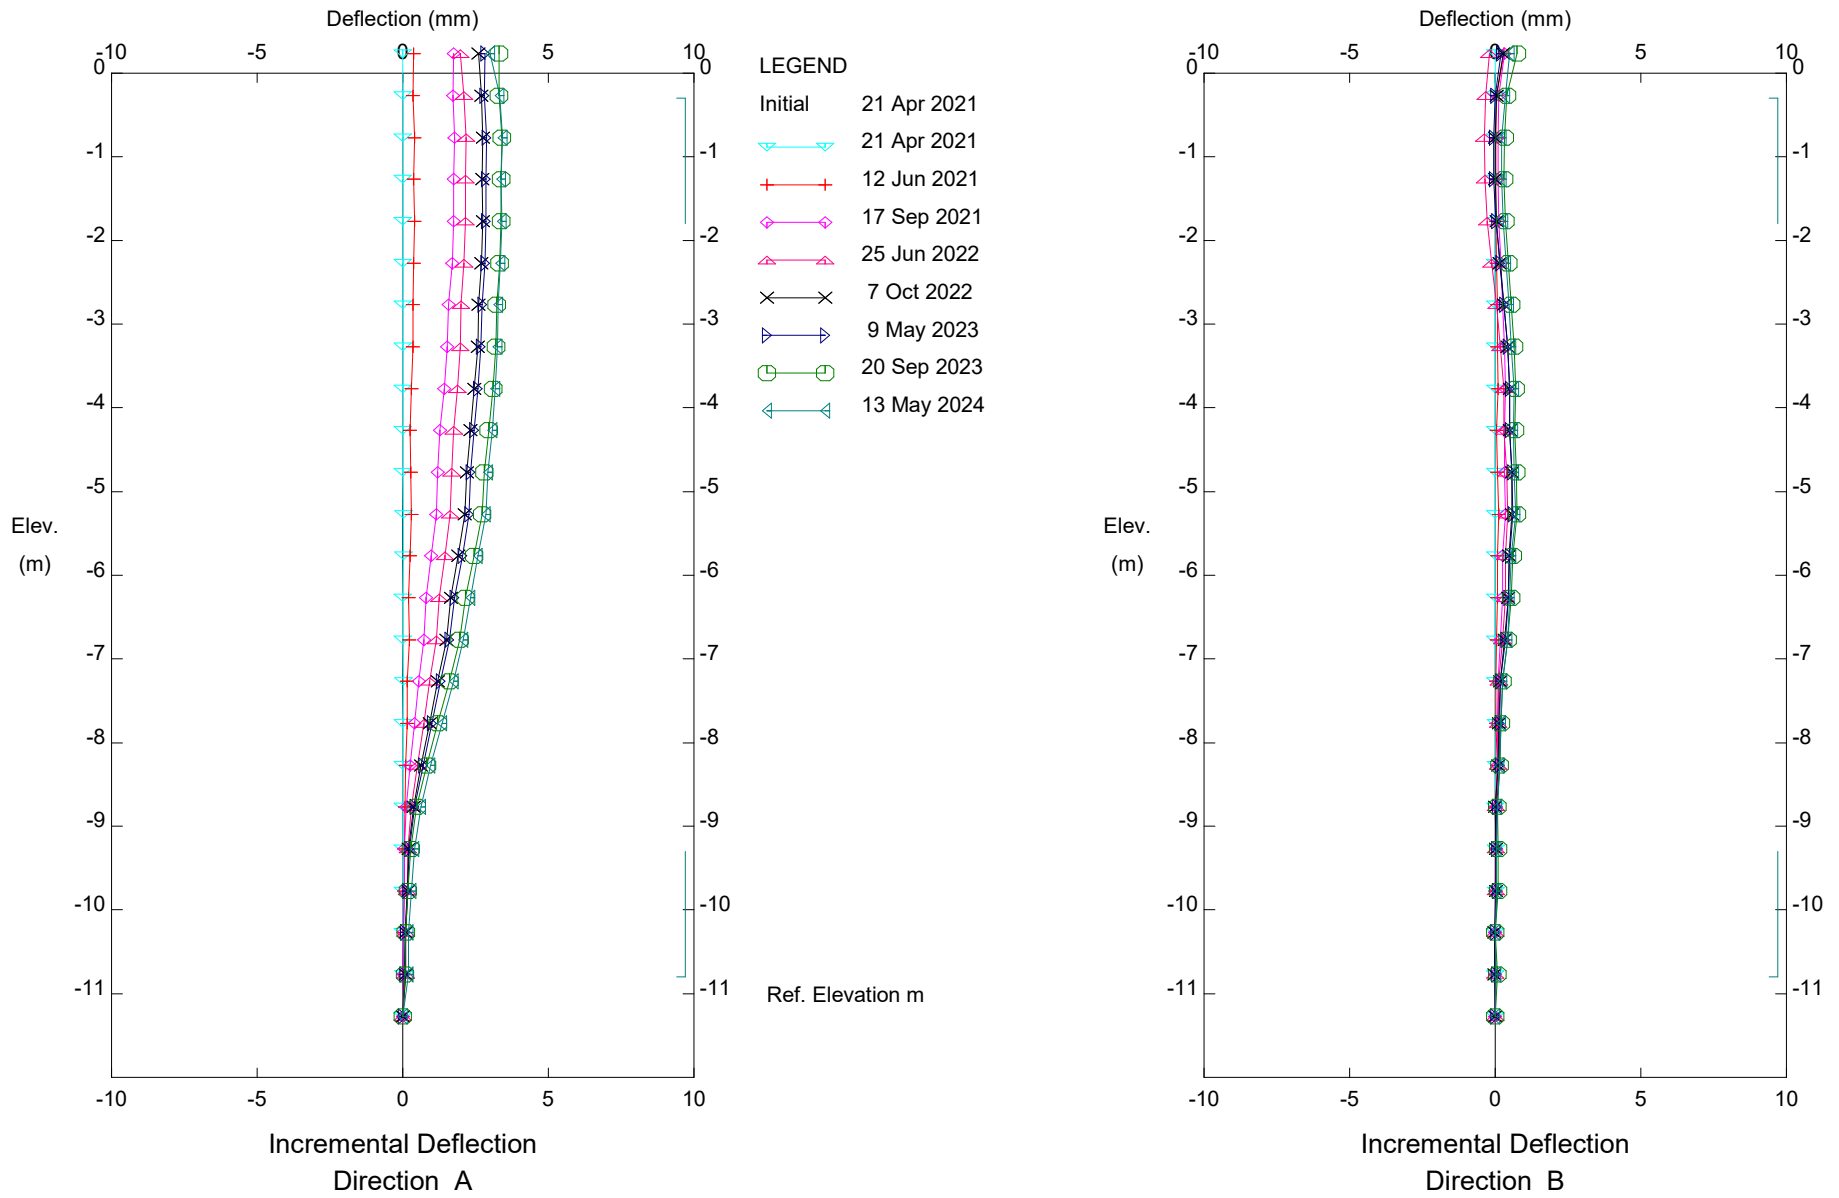 Deflection (mm)
-10 -5 0 5 10
0 0
-1 -1
-2 -2
-3 -3
-4 -4
-5 -5
Elev.
(m)
-6 -6
-7 -7
-8 -8
-9 -9
-10 -10
-11 -11
-10 -5 0 5 10
Incremental Deflection
Direction A
LEGEND
Initial 21 Apr 2021
21 Apr 2021
12 Jun 2021
17 Sep 2021
25 Jun 2022
7 Oct 2022
9 May 2023
20 Sep 2023
13 May 2024
Ref. Elevation m
Deflection (mm)
-10 -5 0 5 10
0 0
-1 -1
-2 -2
-3 -3
-4 -4
-5 -5
Elev.
(m)
-6 -6
-7 -7
-8 -8
-9 -9
-10 -10
-11 -11
-10 -5 0 5 10
Incremental Deflection
Direction B